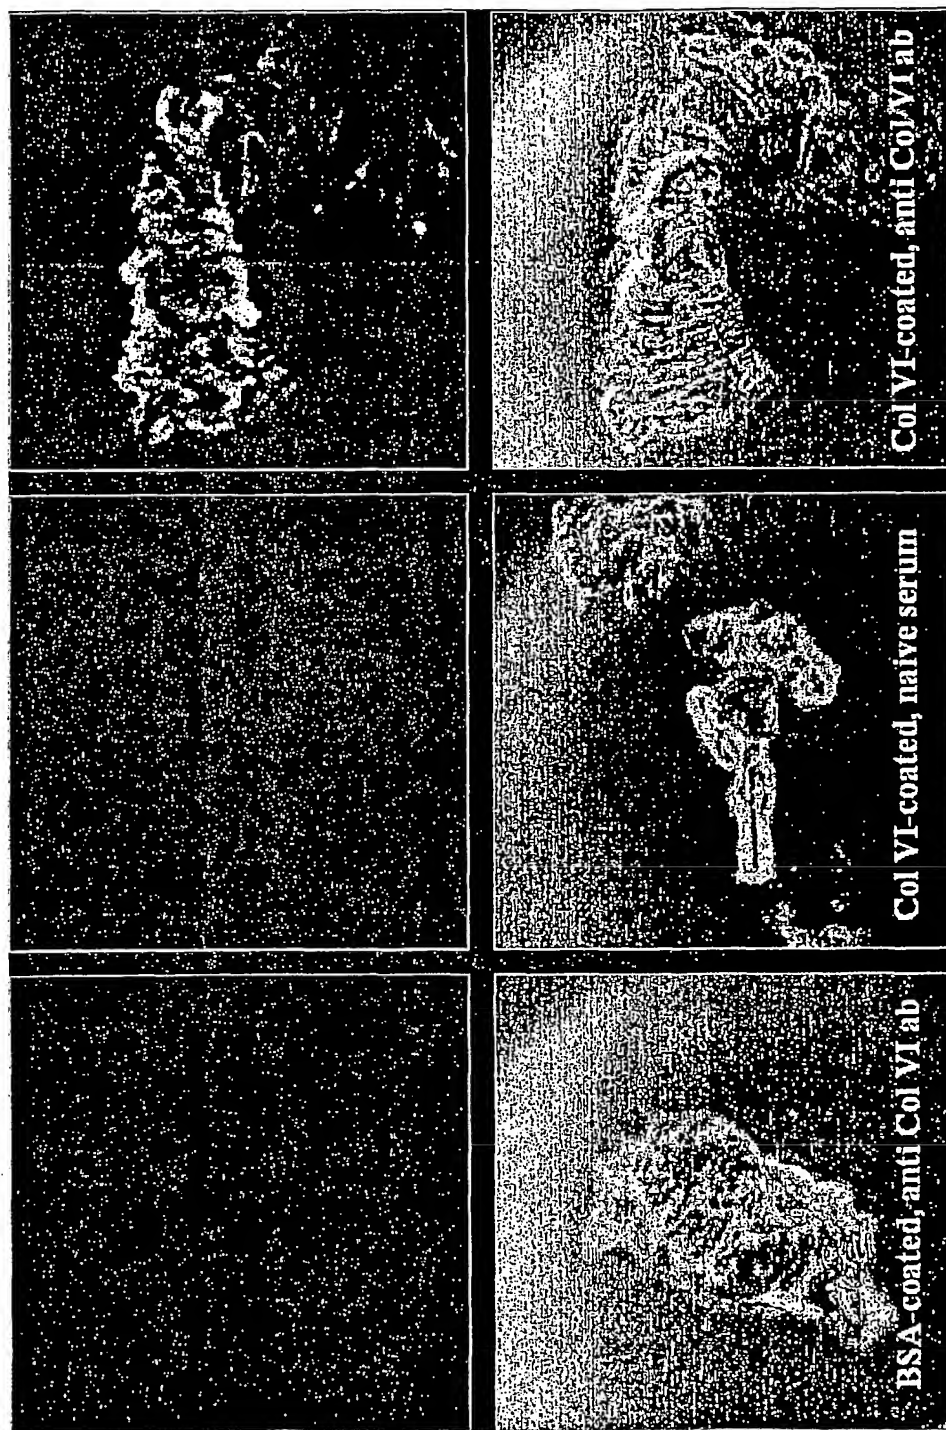 Col VI-coated, anti Col VI ab
Col VI-coated, naive serum
BSA-coated, anti Col VI ab